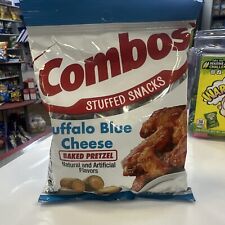 Combos
STUFFED SNACKS
uffalo Blue
Cheese
BAKED PRETZEL
Natural and Artificial
Flavors